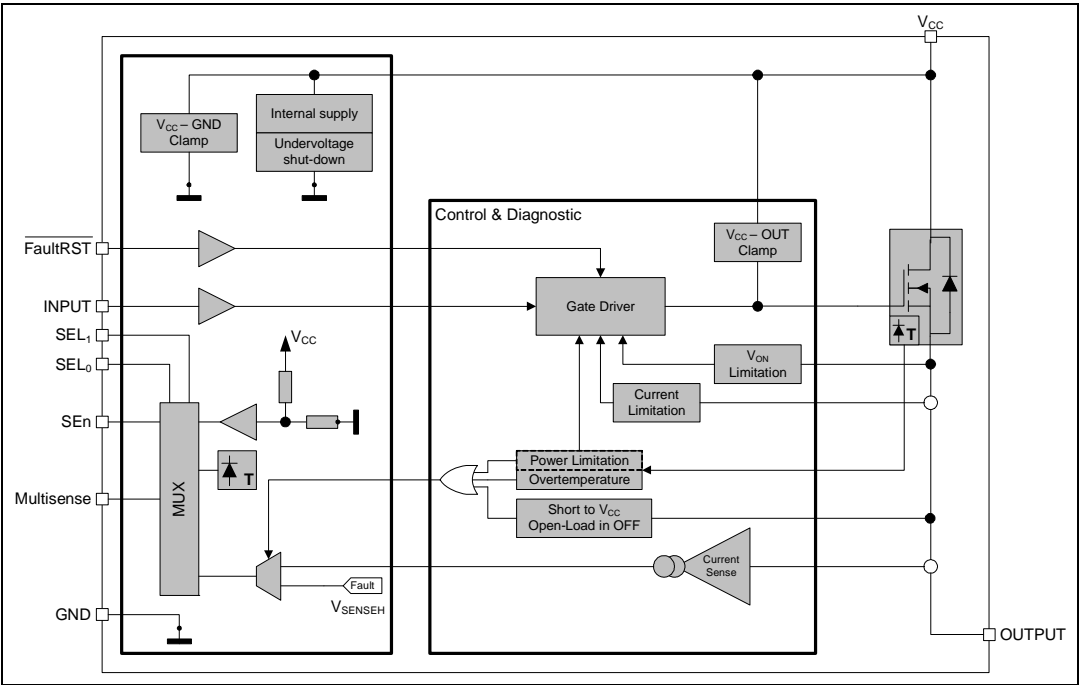 VCC
VCC – GND
Clamp
Internal supply
Undervoltage
shut-down
Control & Diagnostic
FaultRST
VCC – OUT
Clamp
INPUT
Gate Driver
SEL1
SEL0
VCC
T
VON
Limitation
Current
Limitation
SEn
MUX
T
Power Limitation
Overtemperature
Multisense
Short to VCC
Open-Load in OFF
Current
Sense
Fault
VSENSEH
GND
OUTPUT